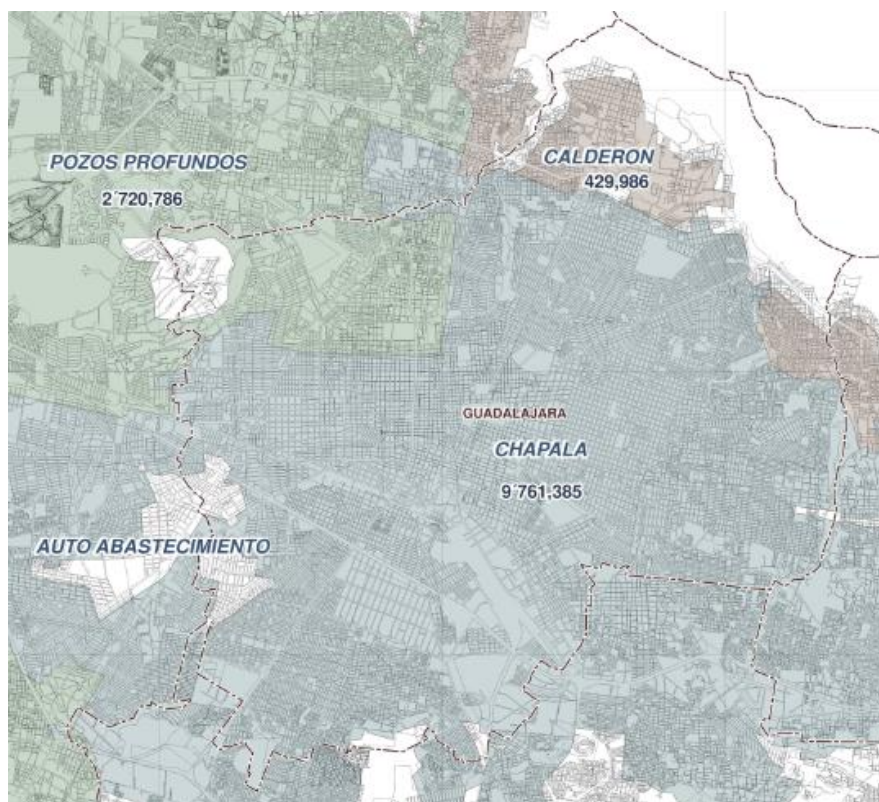 POZOS PROFUNDOS
2´720,786
CALDERON
429,986
GUADALAJARA
CHAPALA
9´761,385
AUTO ABASTECIMIENTO